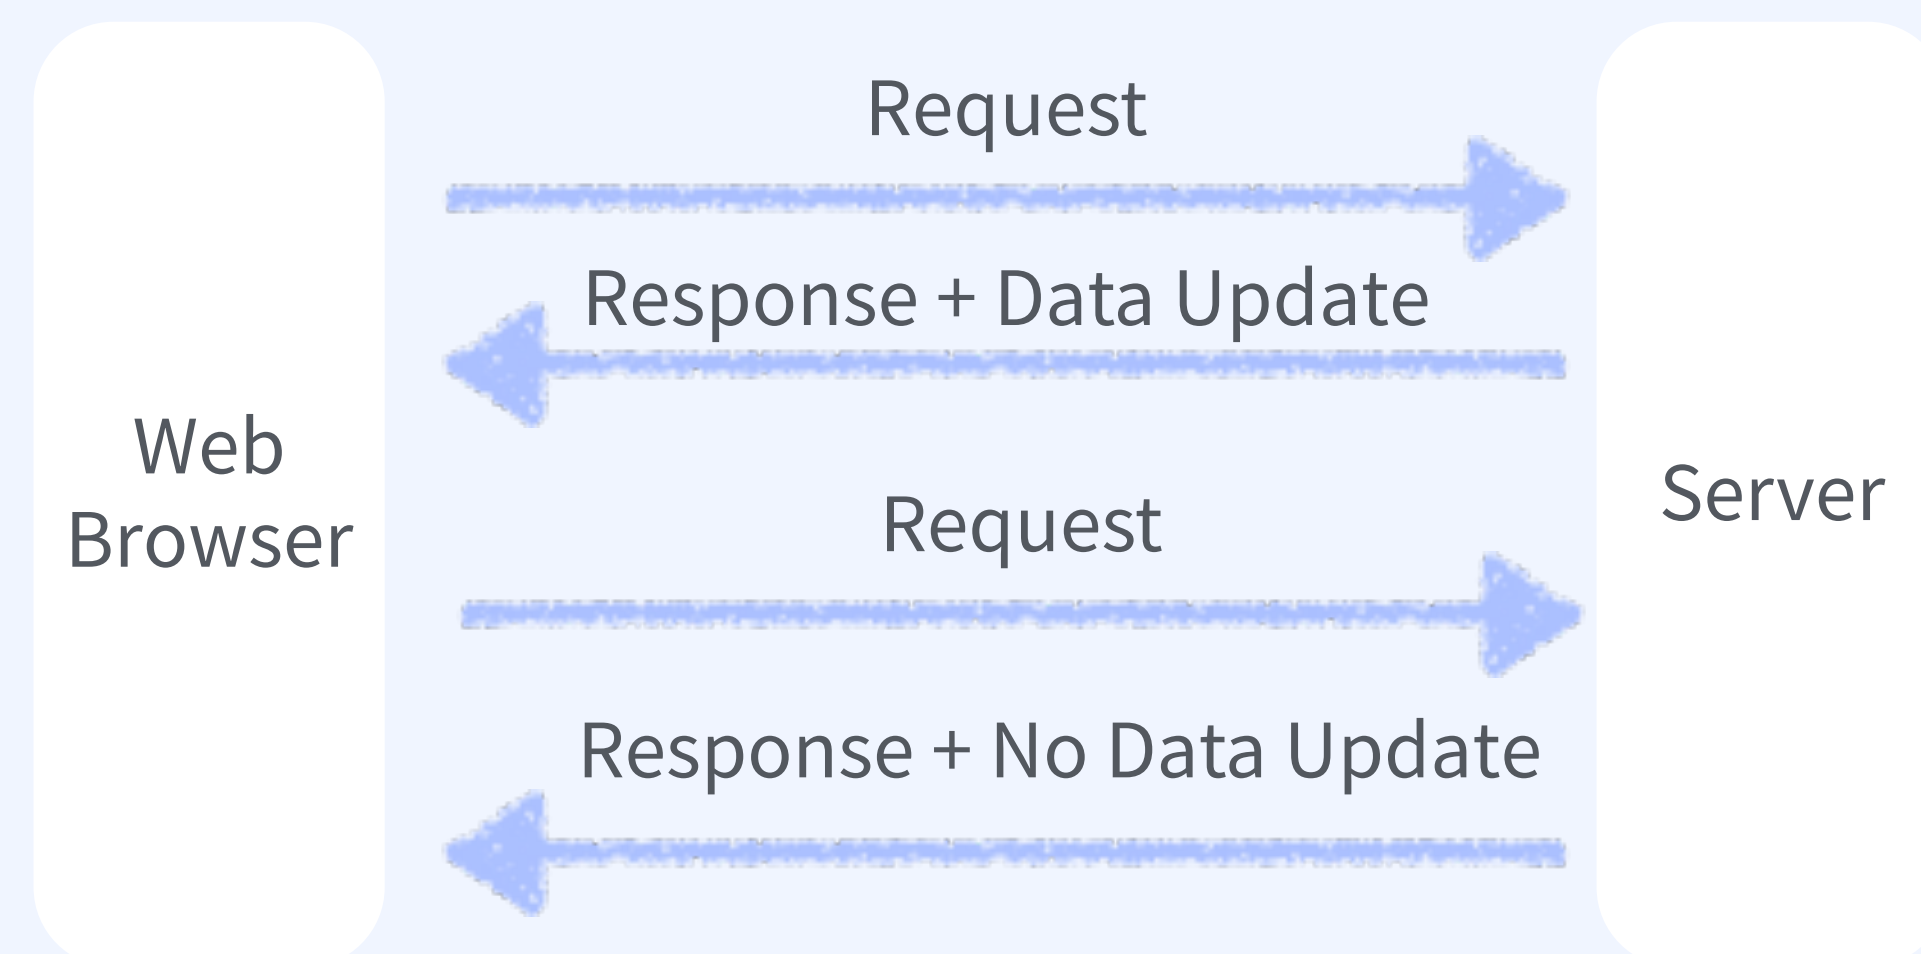 Request
Response + Data Update
Web
Browser
Request
Server
Response + No Data Update